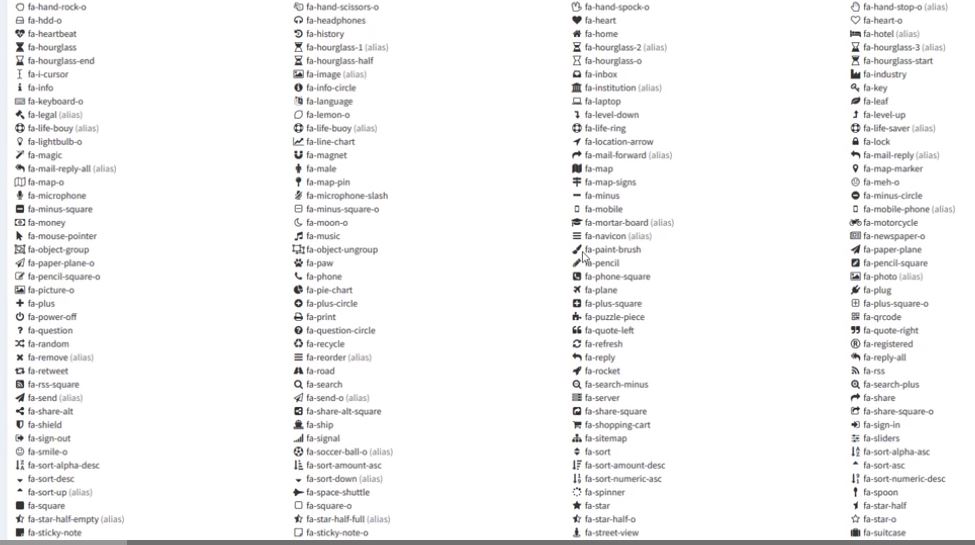 fa-hand-rock-o fa-hand-scissors-o fa-hand-spock-o fa-hand-stop-o (alias)
fa-hdd-o fa-headphones fa-heart fa-heart-o
fa-heartbeat fa-history fa-home fa-hotel (alias)
fa-hourglass fa-hourglass-1 (alias) fa-hourglass-2 (alias) fa-hourglass-3 (alias)
fa-hourglass-end fa-hourglass-half fa-hourglass-o fa-hourglass-start
fa-i-cursor fa-image (alias) fa-inbox fa-industry
fa-info fa-info-circle fa-institution (alias) fa-key
fa-keyboard-o fa-language fa-laptop fa-leaf
fa-legal (alias) fa-lemon-o fa-level-down fa-level-up
fa-life-bouy (alias) fa-life-buoy (alias) fa-life-ring fa-life-saver (alias)
fa-lightbulb-o fa-line-chart fa-location-arrow fa-lock
fa-magic fa-magnet fa-mail-forward (alias) fa-mail-reply (alias)
fa-mail-reply-all (alias) fa-male fa-map fa-map-marker
fa-map-o fa-map-pin fa-map-signs fa-meh-o
fa-microphone fa-microphone-slash fa-minus fa-minus-circle
fa-minus-square fa-minus-square-o fa-mobile fa-mobile-phone (alias)
fa-money fa-moon-o fa-mortar-board (alias) fa-motorcycle
fa-mouse-pointer fa-music fa-navicon (alias) fa-newspaper-o
fa-object-group fa-object-ungroup fa-paint-brush fa-paper-plane
fa-paper-plane-o fa-paw fa-pencil fa-pencil-square
fa-pencil-square-o fa-phone fa-phone-square fa-photo (alias)
fa-picture-o fa-pie-chart fa-plane fa-plug
fa-plus fa-plus-circle fa-plus-square fa-plus-square-o
fa-power-off fa-print fa-puzzle-piece fa-qrcode
fa-question fa-question-circle fa-quote-left fa-quote-right
fa-random fa-recycle fa-refresh fa-registered
fa-remove (alias) fa-reorder (alias) fa-reply fa-reply-all
fa-retweet fa-road fa-rocket fa-rss
fa-rss-square fa-search fa-search-minus fa-search-plus
fa-send (alias) fa-send-o (alias) fa-server fa-share
fa-share-alt fa-share-alt-square fa-share-square fa-share-square-o
fa-shield fa-ship fa-shopping-cart fa-sign-in
fa-sign-out fa-signal fa-sitemap fa-sliders
fa-smile-o fa-soccer-ball-o (alias) fa-sort fa-sort-alpha-asc
fa-sort-alpha-desc fa-sort-amount-asc fa-sort-amount-desc fa-sort-asc
fa-sort-desc fa-sort-down (alias) fa-sort-numeric-asc fa-sort-numeric-desc
fa-sort-up (alias) fa-space-shuttle fa-spinner fa-spoon
fa-square fa-square-o fa-star fa-star-half
fa-star-half-empty (alias) fa-star-half-full (alias) fa-star-half-o fa-star-o
fa-sticky-note fa-sticky-note-o fa-street-view fa-suitcase